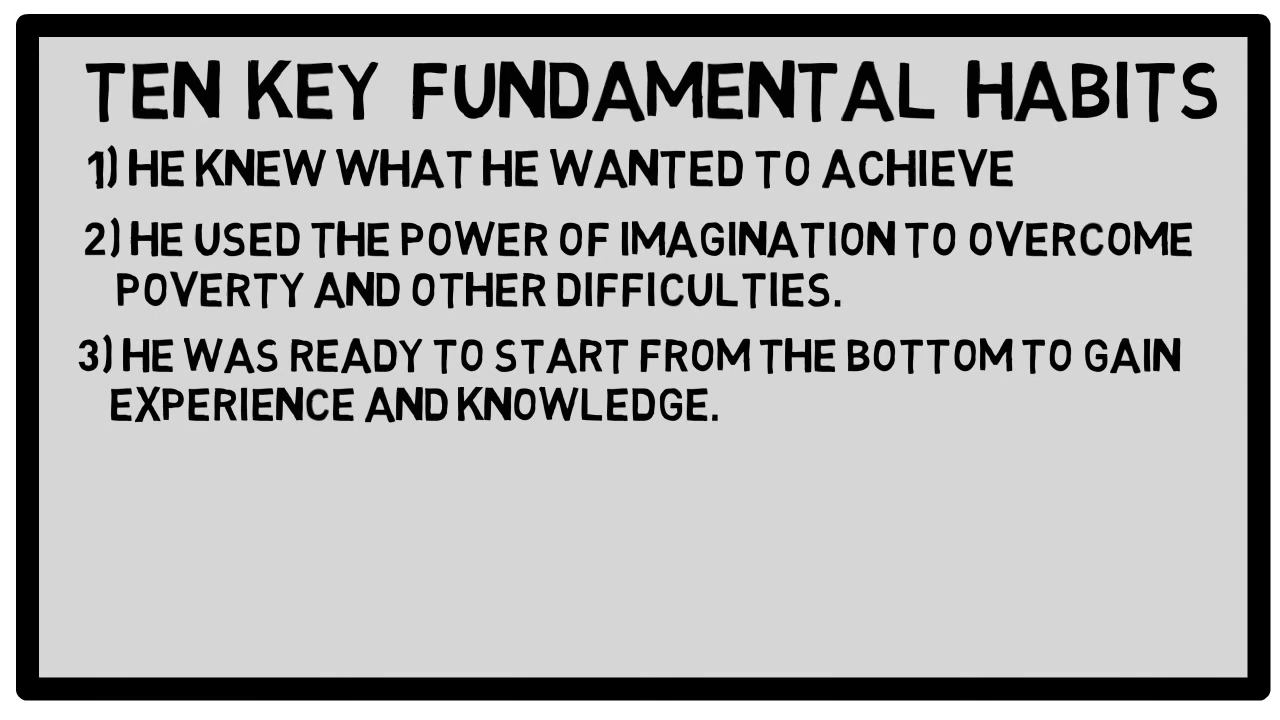 TEN KEY FUNDAMENTAL HABITS
1) HE KNEW WHAT HE WANTED TO ACHIEVE
2) HE USED THE POWER OF IMAGINATION TO OVERCOME
POVERTY AND OTHER DIFFICULTIES.
3) HE WAS READY TO START FROM THE BOTTOM TO GAIN
EXPERIENCE AND KNOWLEDGE.